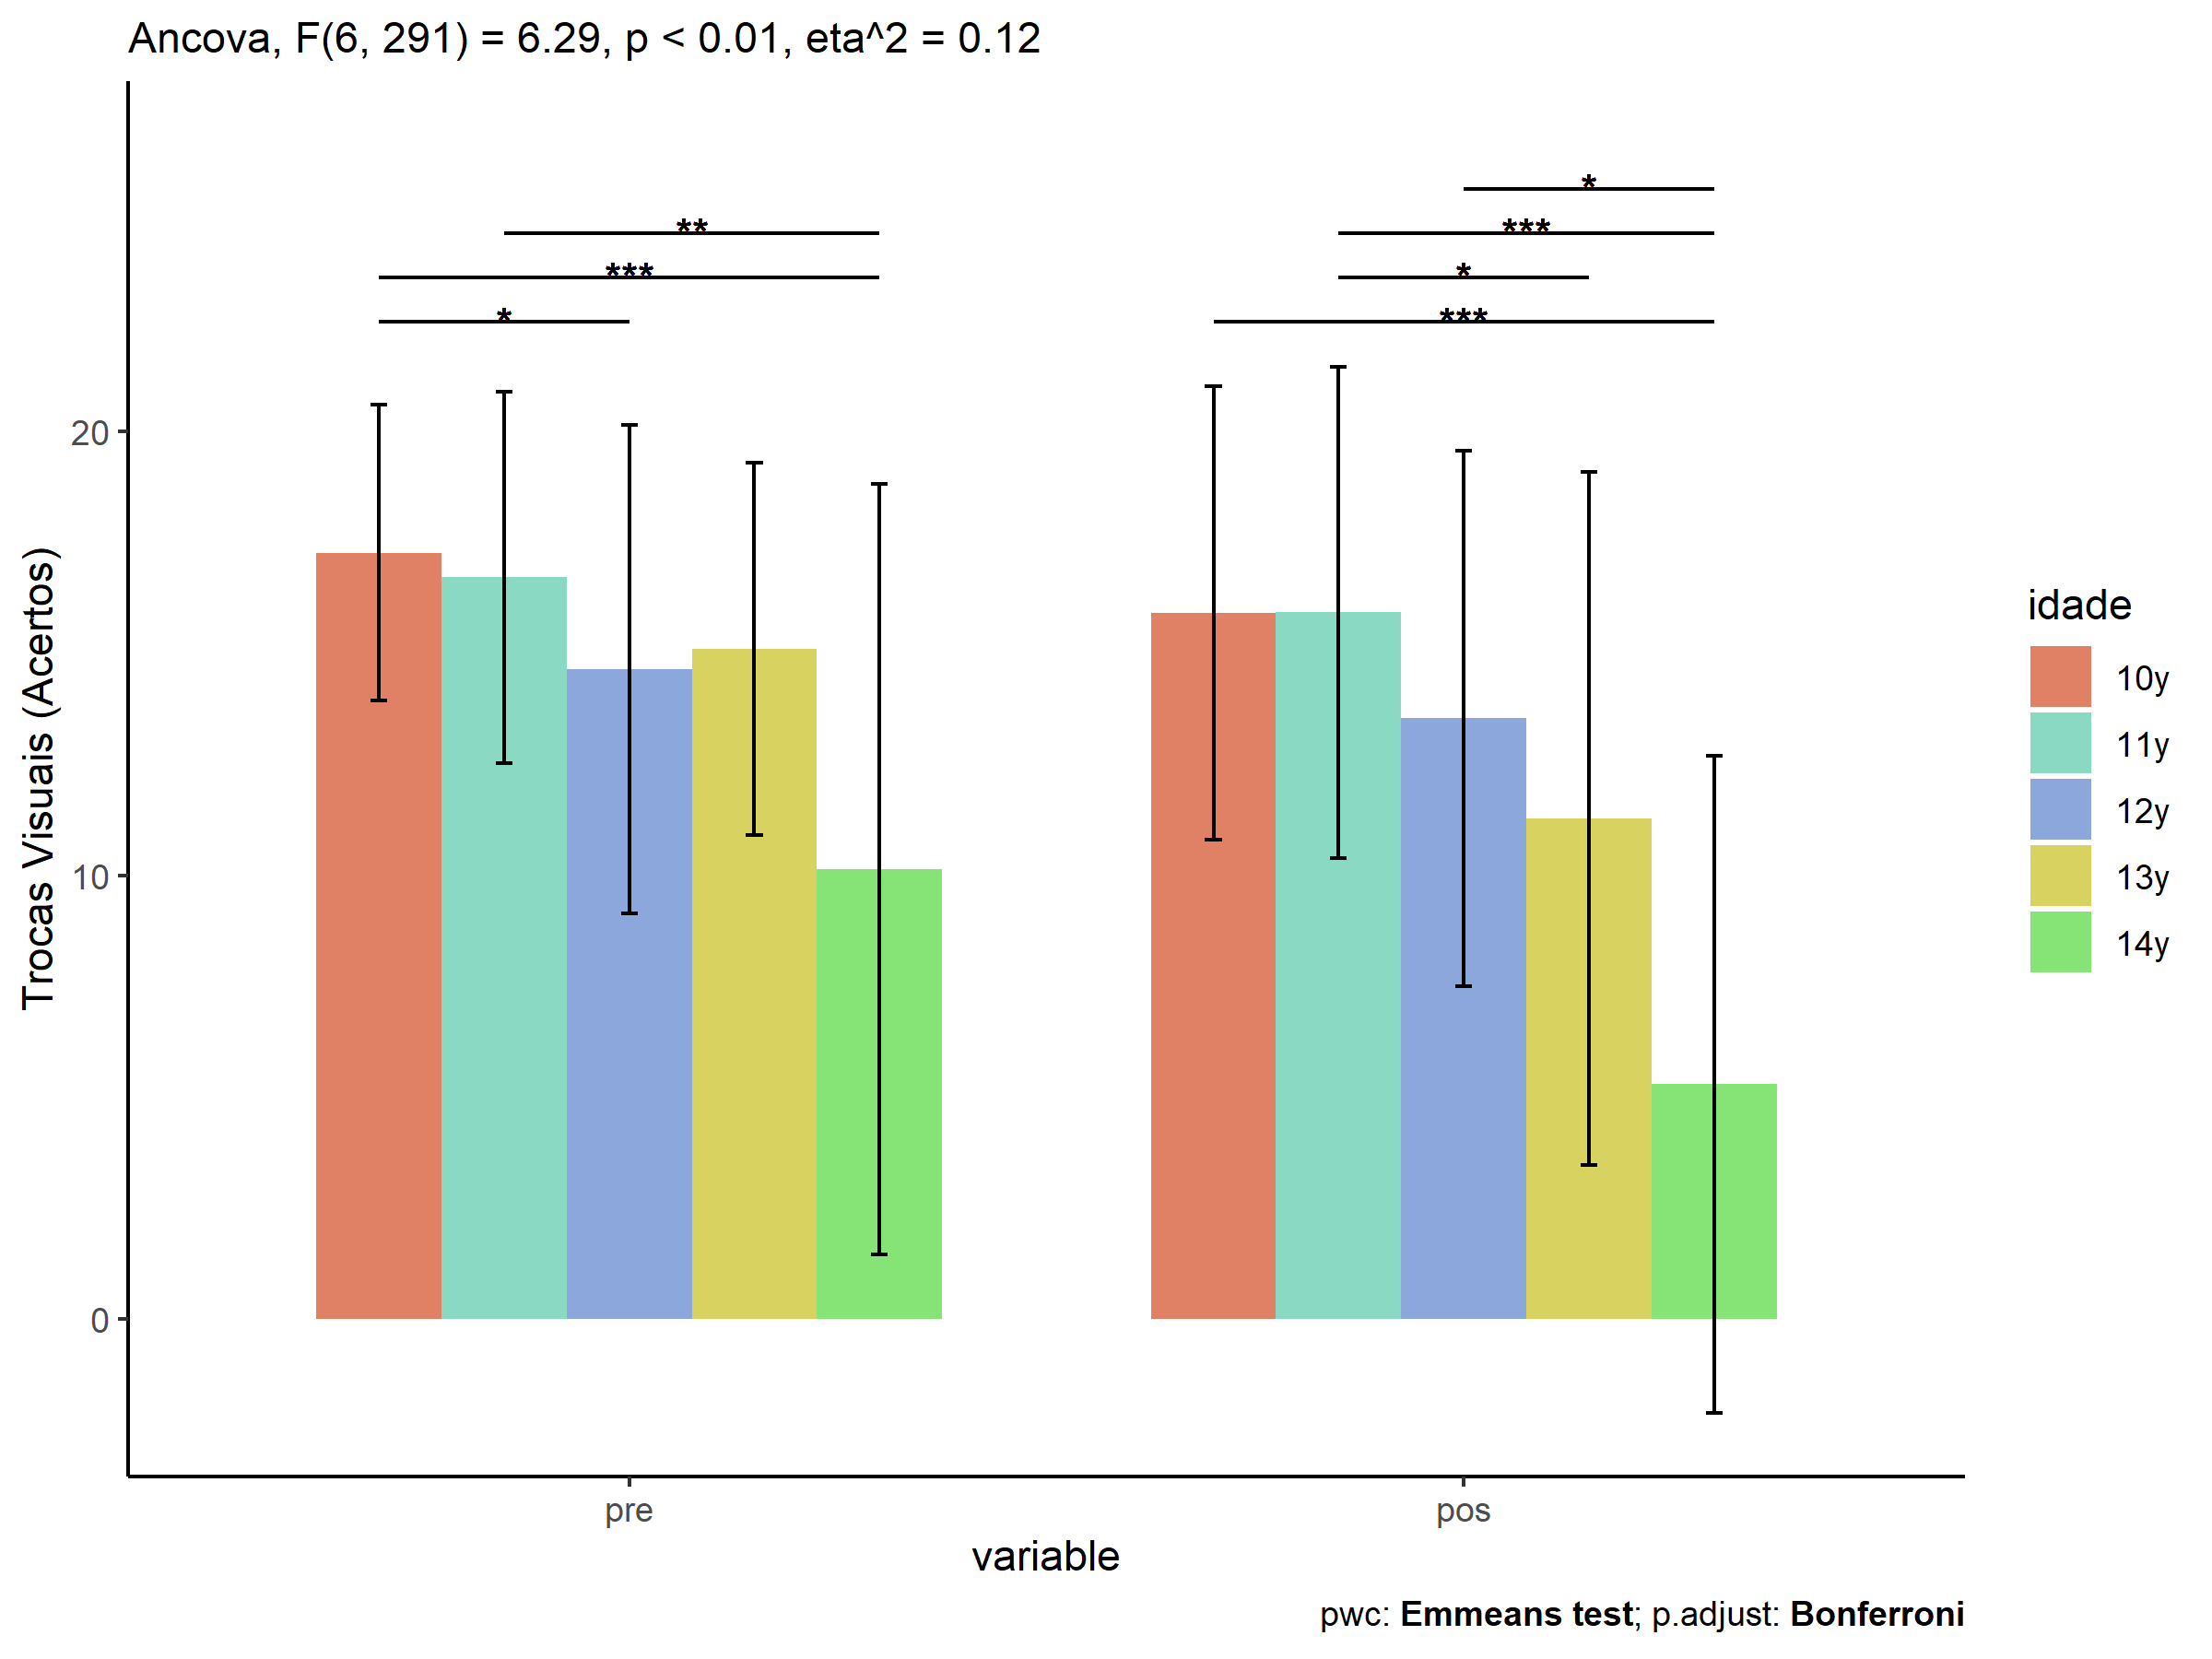 Ancova, F(6, 291) = 6.29, p < 0.01, eta^2 = 0.12
*
**
***
***
*
*
***
Trocas Visuais (Acertos)
20
10
0
pre
pos
variable
idade
10y
11y
12y
13y
14y
pwc: Emmeans test; p.adjust: Bonferroni